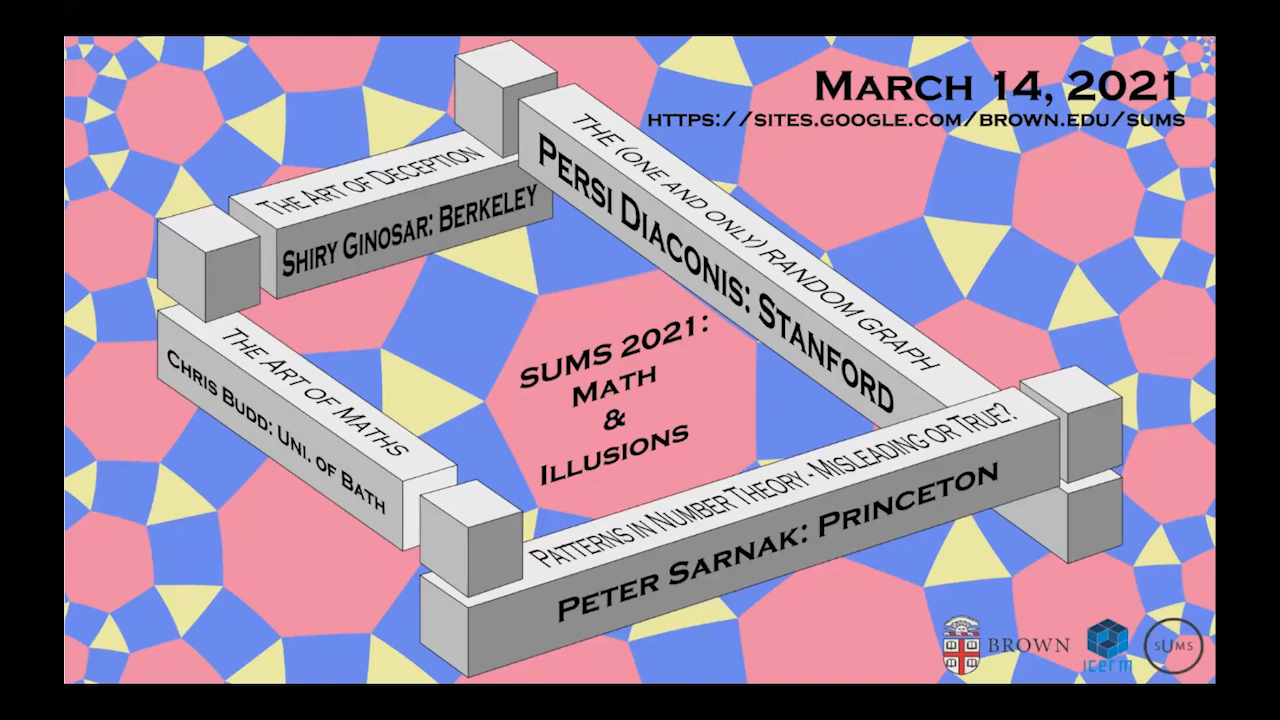 MARCH 14, 2021
HTTPS://SITES.GOOGLE.COM/BROWN.EDU/SUMS
THE ART OF DECEPTION
SHIRY GINOSAR: BERKELEY
THE (ONE AND ONLY) RANDOM GRAPH
PERSI DIACONIS: STANFORD
SUMS 2021:
MATH
&
ILLUSIONS
THE ART OF MATHS
CHRIS BUDD: UNI. OF BATH
PATTERNS IN NUMBER THEORY - MISLEADING OR TRUE?
PETER SARNAK: PRINCETON
BROWN
icerm
SUMS